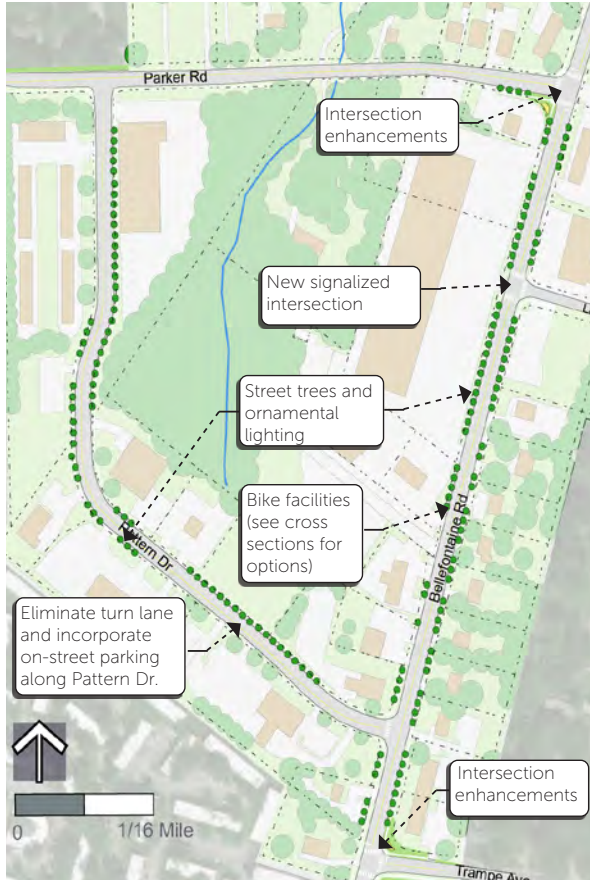 Parker Rd
Intersection
enhancements
New signalized
intersection
Street trees and
ornamental
lighting
Bike facilities
(see cross
sections for
options)
Bellefontaine Rd
Pattern Dr
Eliminate turn lane
and incorporate
on-street parking
along Pattern Dr.
Intersection
enhancements
0
1/16 Mile
Trampe Ave